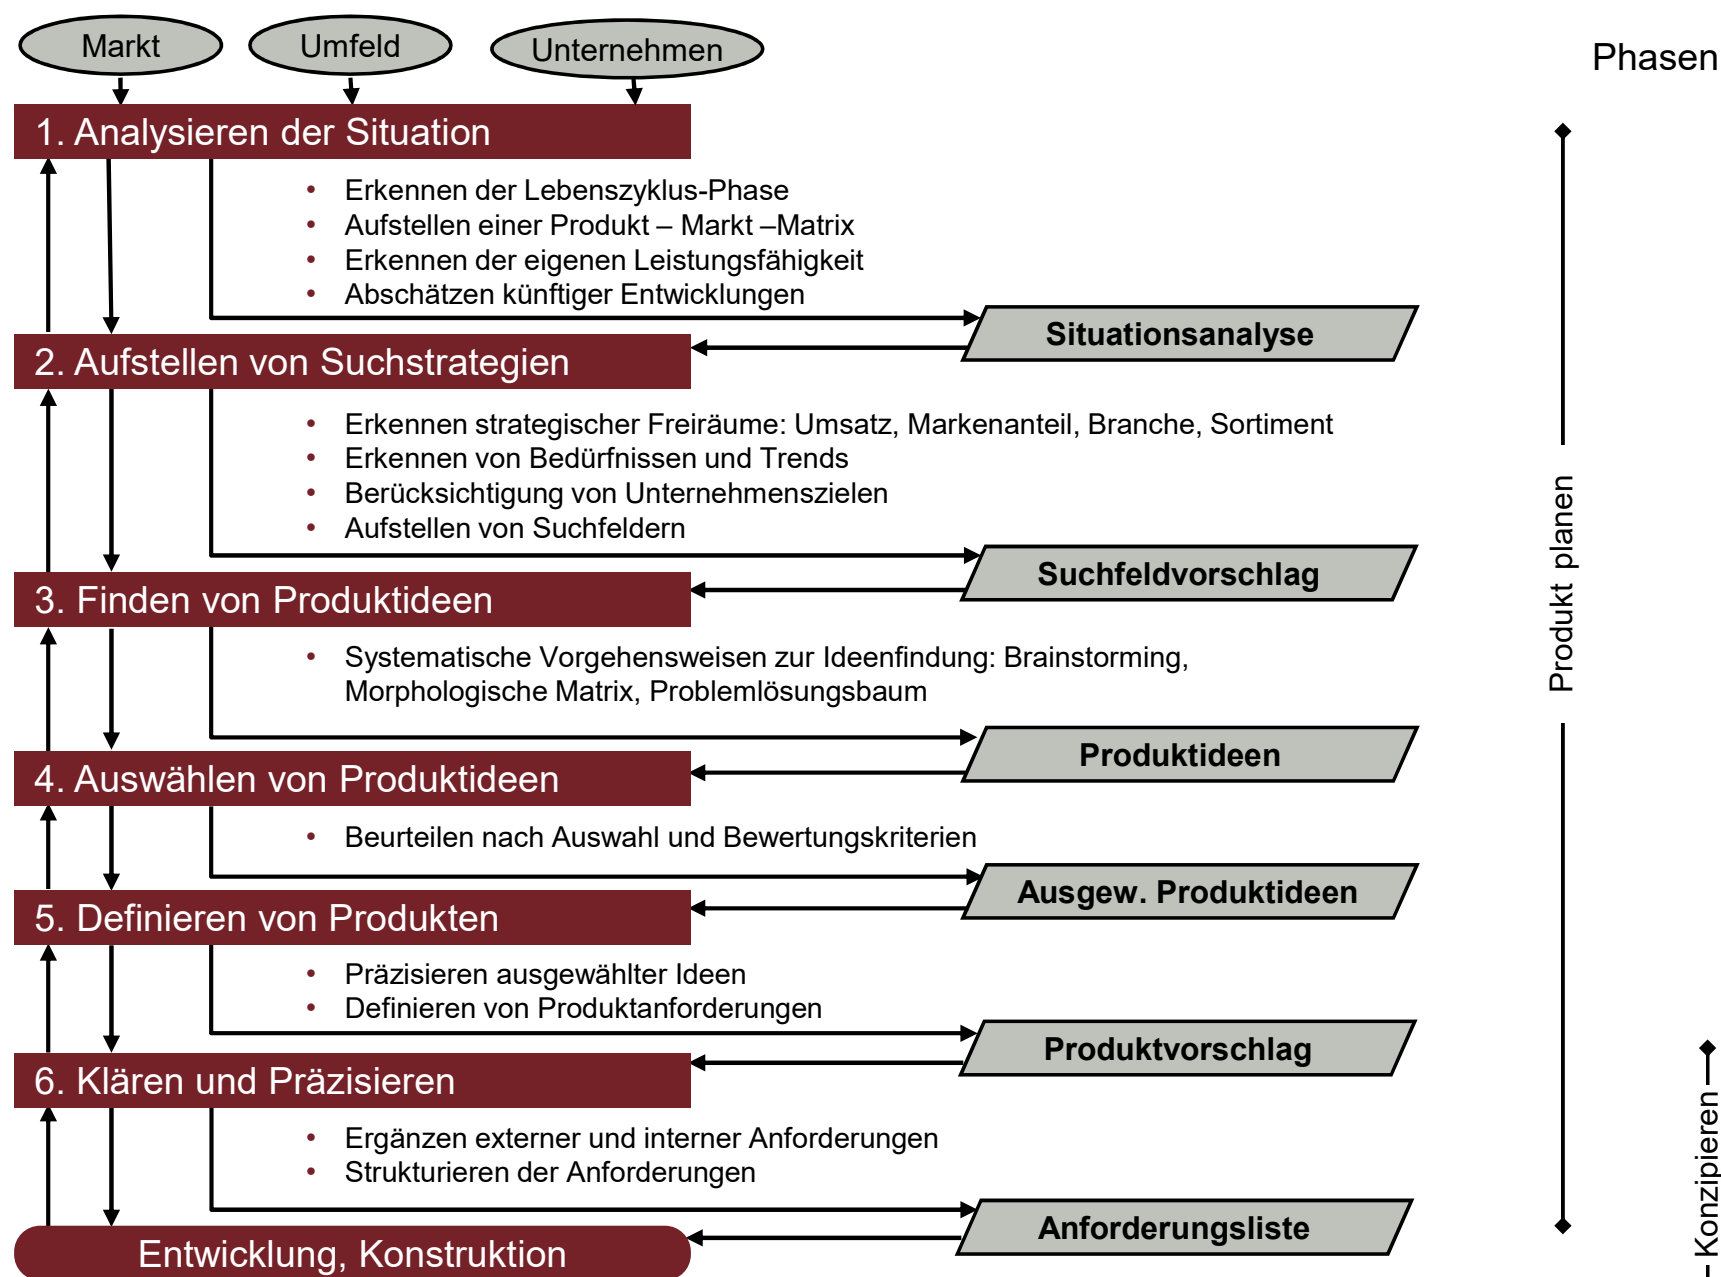 Markt
Umfeld
Unternehmen
Phasen
1. Analysieren der Situation
• Erkennen der Lebenszyklus-Phase
• Aufstellen einer Produkt – Markt –Matrix
• Erkennen der eigenen Leistungsfähigkeit
• Abschätzen künftiger Entwicklungen
Situationsanalyse
2. Aufstellen von Suchstrategien
• Erkennen strategischer Freiräume: Umsatz, Markenanteil, Branche, Sortiment
• Erkennen von Bedürfnissen und Trends
• Berücksichtigung von Unternehmenszielen
• Aufstellen von Suchfeldern
Suchfeldvorschlag
3. Finden von Produktideen
• Systematische Vorgehensweisen zur Ideenfindung: Brainstorming,
Morphologische Matrix, Problemlösungsbaum
Produktideen
4. Auswählen von Produktideen
• Beurteilen nach Auswahl und Bewertungskriterien
Ausgew. Produktideen
5. Definieren von Produkten
• Präzisieren ausgewählter Ideen
• Definieren von Produktanforderungen
Produktvorschlag
6. Klären und Präzisieren
• Ergänzen externer und interner Anforderungen
• Strukturieren der Anforderungen
Anforderungsliste
Entwicklung, Konstruktion
Produkt planen
Konzipieren